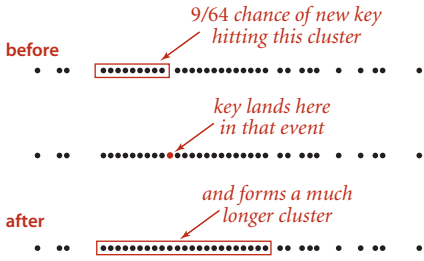 9/64 chance of new key
hitting this cluster
before
key lands here
in that event
and forms a much
longer cluster
after